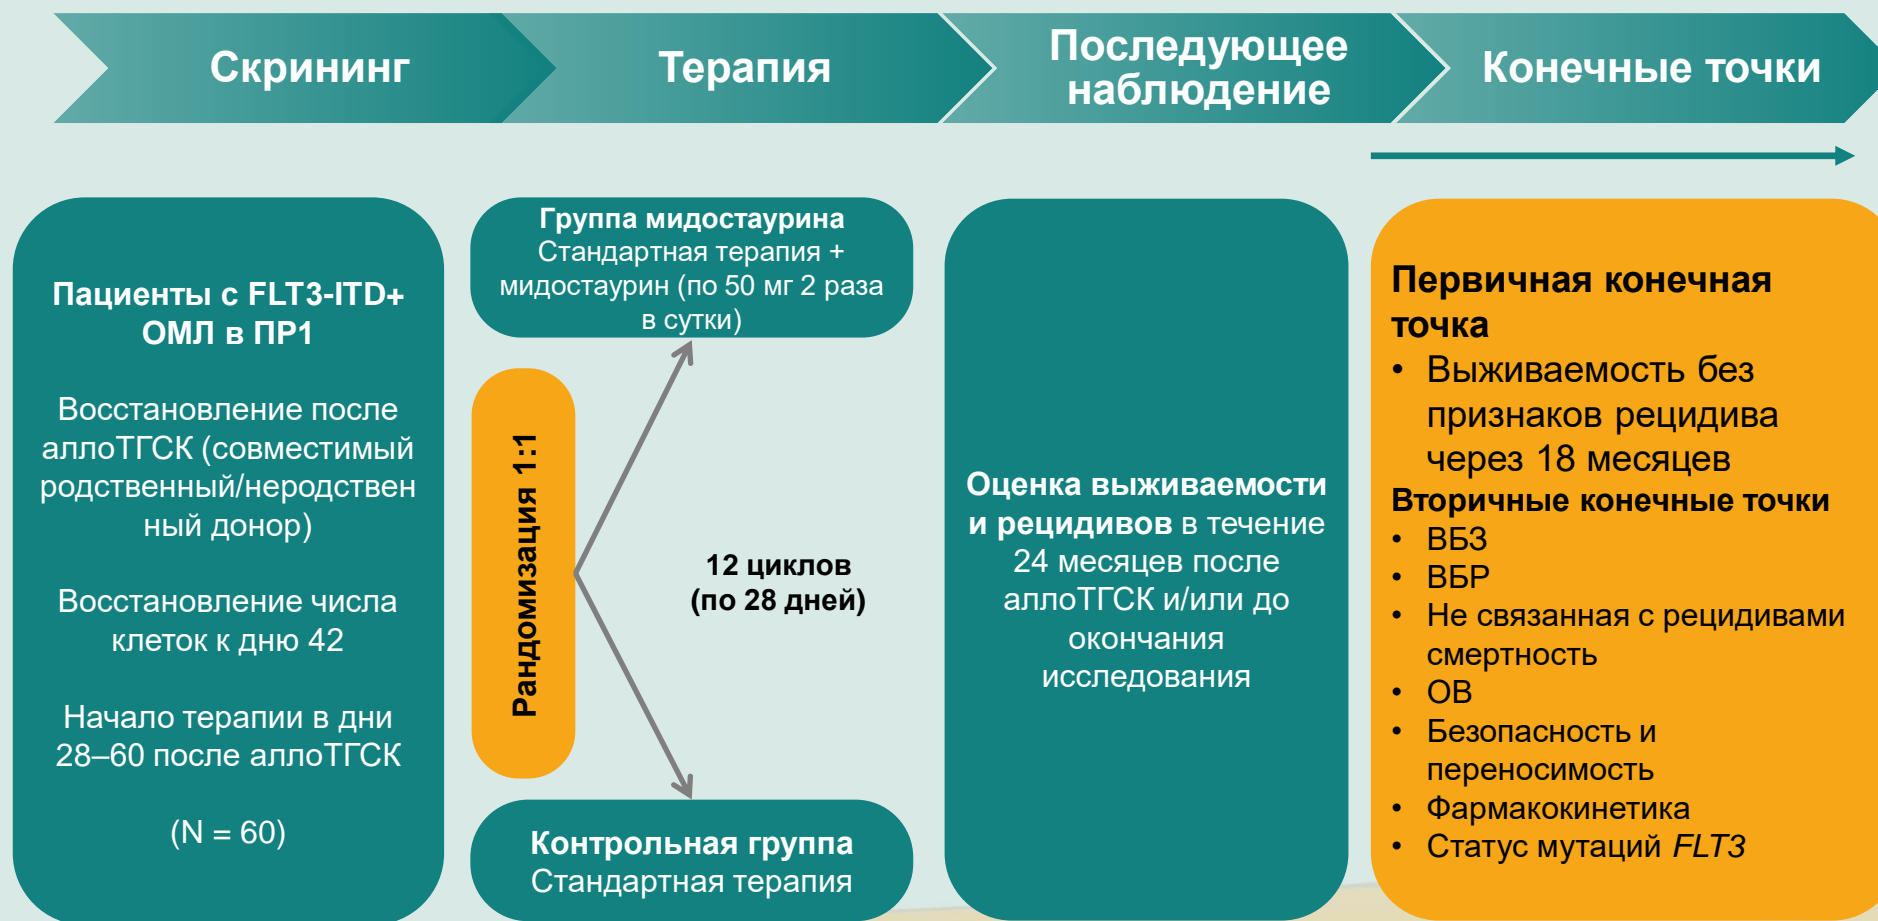 Скрининг
Терапия
Последующее
наблюдение
Конечные точки
Пациенты с FLT3-ITD+
ОМЛ в ПР1
Восстановление после
аллоТГСК (совместимый
родственный/неродствен
ный донор)
Восстановление числа
клеток к дню 42
Начало терапии в дни
28–60 после аллоТГСК
(N = 60)
Группа мидостаурина
Стандартная терапия +
мидостаурин (по 50 мг 2 раза
в сутки)
Рандомизация 1:1
12 циклов
(по 28 дней)
Контрольная группа
Стандартная терапия
Оценка выживаемости
и рецидивов в течение
24 месяцев после
аллоТГСК и/или до
окончания
исследования
Первичная конечная
точка
• Выживаемость без
признаков рецидива
через 18 месяцев
Вторичные конечные точки
• ВБЗ
• ВБР
• Не связанная с рецидивами
смертность
• ОВ
• Безопасность и
переносимость
• Фармакокинетика
• Статус мутаций FLT3